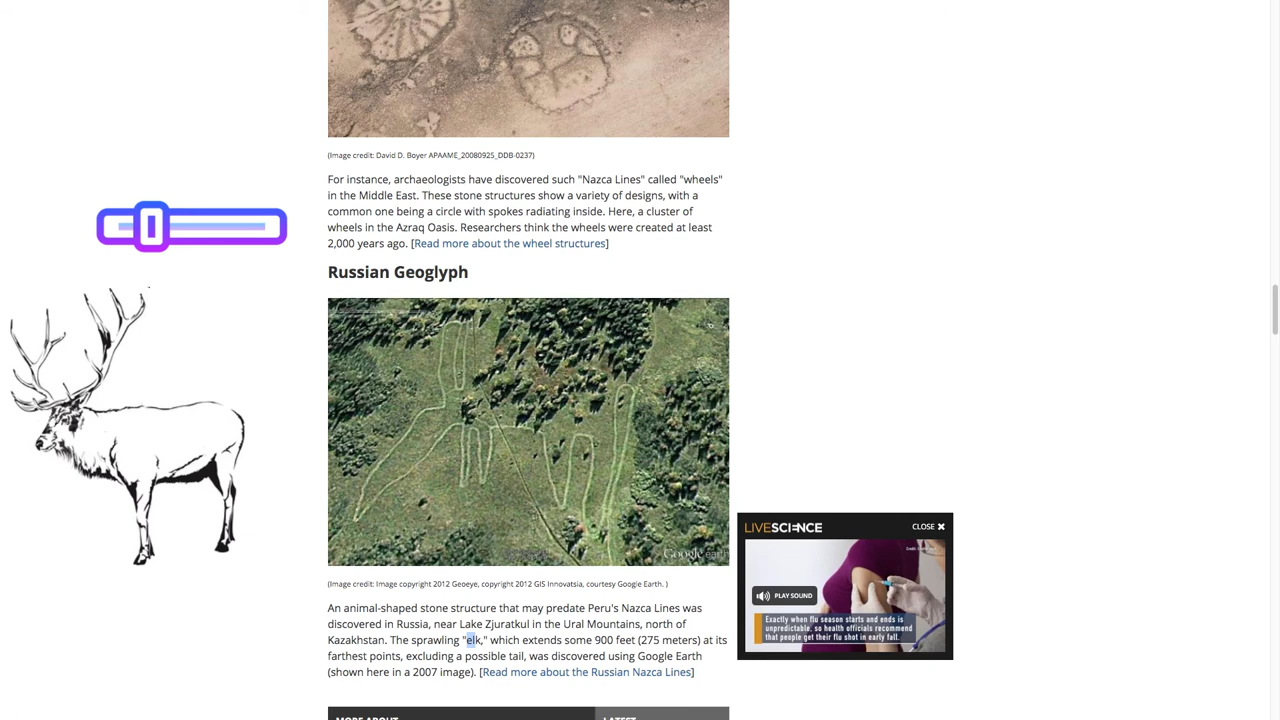 (Image credit: David D. Boyer APAAME_20080925_DDB-0237)
For instance, archaeologists have discovered such "Nazca Lines" called "wheels"
in the Middle East. These stone structures show a variety of designs, with a
common one being a circle with spokes radiating inside. Here, a cluster of
wheels in the Azraq Oasis. Researchers think the wheels were created at least
2,000 years ago. [Read more about the wheel structures]
Russian Geoglyph
Google earth
(Image credit: Image copyright 2012 Geoeye, copyright 2012 GIS Innovatsia, courtesy Google Earth. )
An animal-shaped stone structure that may predate Peru's Nazca Lines was
discovered in Russia, near Lake Zjuratkul in the Ural Mountains, north of
Kazakhstan. The sprawling "elk," which extends some 900 feet (275 meters) at its
farthest points, excluding a possible tail, was discovered using Google Earth
(shown here in a 2007 image). [Read more about the Russian Nazca Lines]
LIVESCIENCE
CLOSE
PLAY SOUND
Exactly when flu season starts and ends is
unpredictable, so health officials recommend
that people get their flu shot in early fall.
MORE ABOUT
LATEST